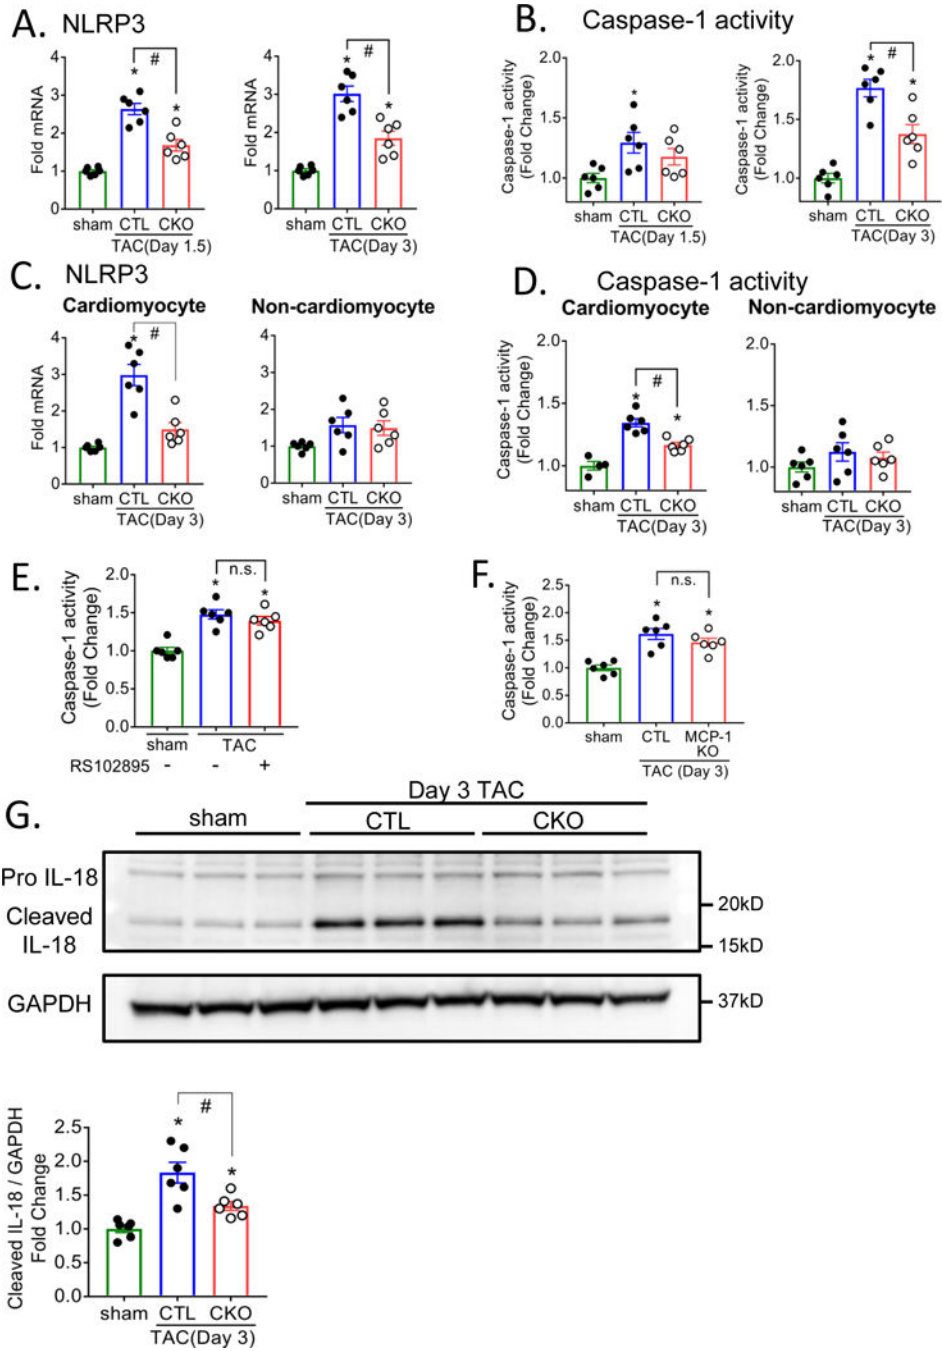 A. NLRP3
Fold mRNA
4
3
2
1
0
*
#
*
sham CTL CKO
TAC(Day 1.5)
Fold mRNA
4
3
2
1
0
*
#
*
sham CTL CKO
TAC(Day 3)
B. Caspase-1 activity
Caspase-1 activity
(Fold Change)
2.0
1.5
1.0
*
sham CTL CKO
TAC(Day 1.5)
Caspase-1 activity
(Fold Change)
2.0
1.5
1.0
*
#
*
sham CTL CKO
TAC(Day 3)
C. NLRP3
Cardiomyocyte
Fold mRNA
4
3
2
1
0
*
#
sham CTL CKO
TAC(Day 3)
Non-cardiomyocyte
4
3
2
1
0
sham CTL CKO
TAC(Day 3)
D. Caspase-1 activity
Cardiomyocyte
Caspase-1 activity
(Fold Change)
2.0
1.5
1.0
*
#
*
sham CTL CKO
TAC(Day 3)
Non-cardiomyocyte
2.0
1.5
1.0
sham CTL CKO
TAC(Day 3)
E.
Caspase-1 activity
(Fold Change)
2.0
1.5
1.0
0.5
0.0
*
n.s.
*
sham TAC
RS102895 - - +
F.
Caspase-1 activity
(Fold Change)
2.5
2.0
1.5
1.0
0.5
0.0
*
n.s.
*
sham CTL MCP-1
KO
TAC (Day 3)
G.
Day 3 TAC
sham CTL CKO
Pro IL-18
Cleaved
IL-18
20kD
15kD
GAPDH
37kD
Cleaved IL-18 / GAPDH
Fold Change
2.5
2.0
1.5
1.0
0.5
0.0
*
#
*
sham CTL CKO
TAC(Day 3)